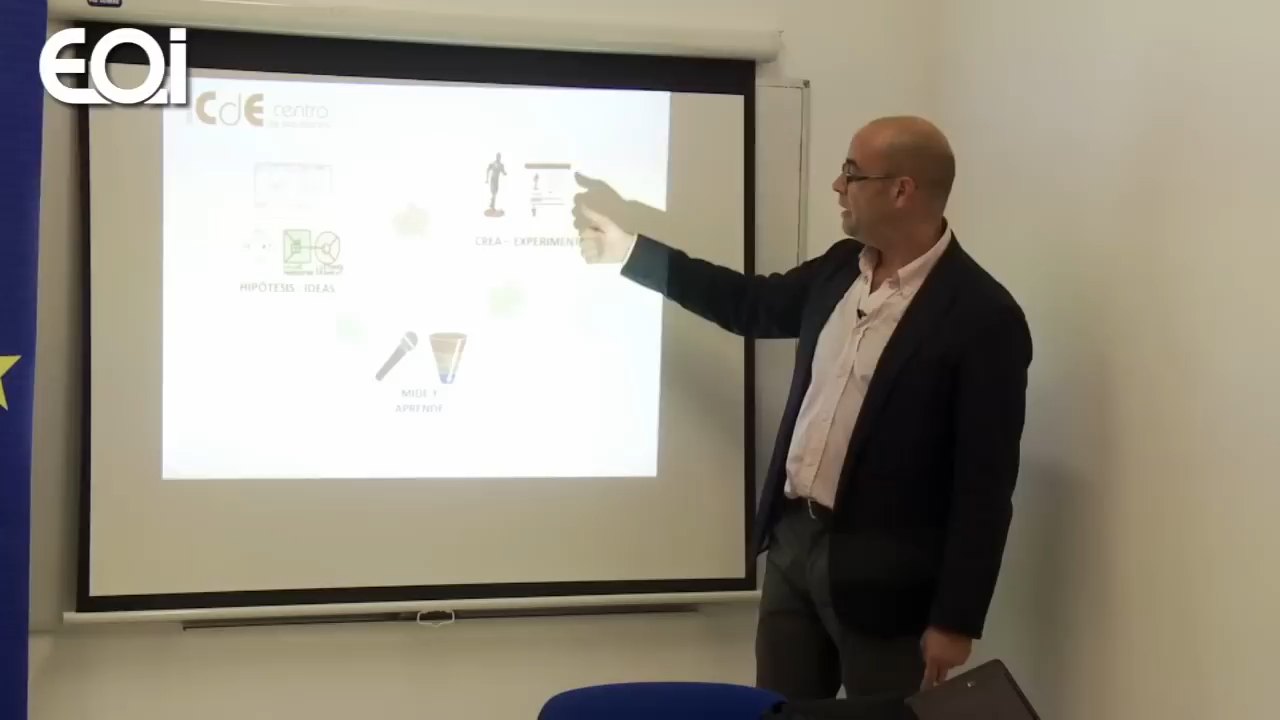 EOi
CdE centro
HIPÓTESIS - IDEAS
CREA - EXPERIMENT
MIDE Y
APRENDE